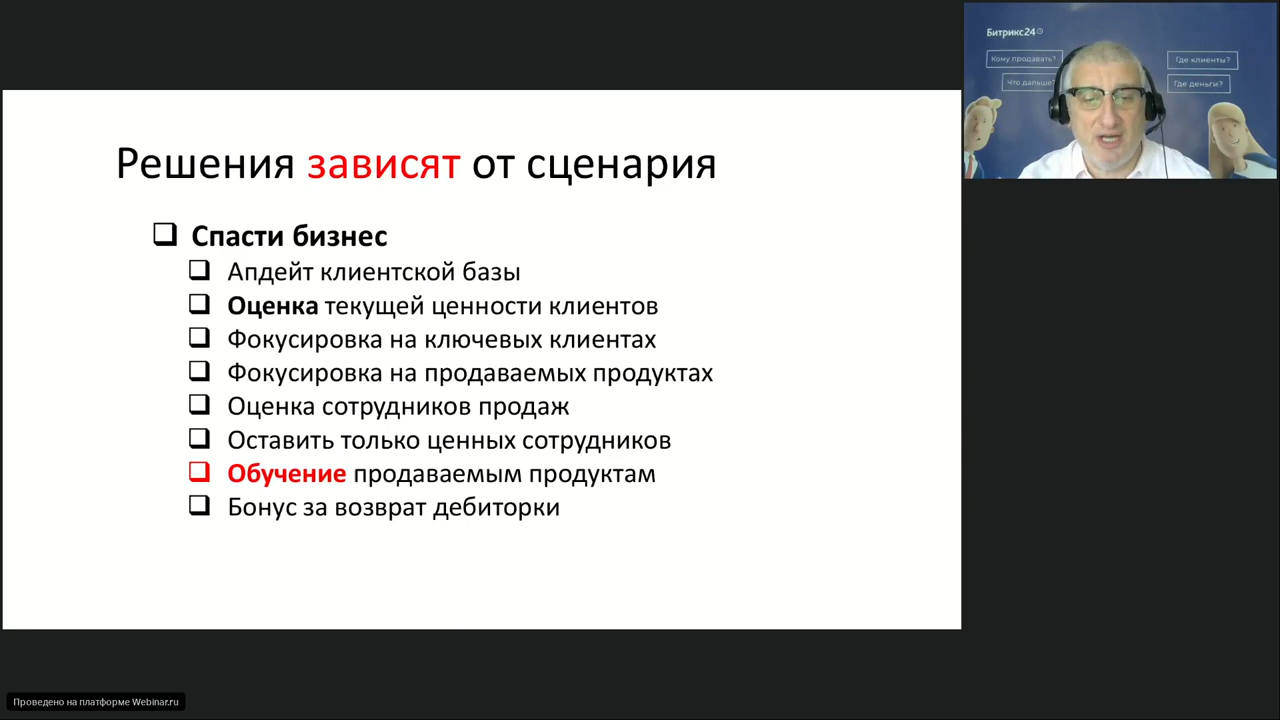 Решения зависят от сценария
Спасти бизнес
Апдейт клиентской базы
Оценка текущей ценности клиентов
Фокусировка на ключевых клиентах
Фокусировка на продаваемых продуктах
Оценка сотрудников продаж
Оставить только ценных сотрудников
Обучение продаваемым продуктам
Бонус за возврат дебиторки
Битрикс24
Кому продавать?
Что дальше?
Где клиенты?
Где деньги?
Проведено на платформе Webinar.ru